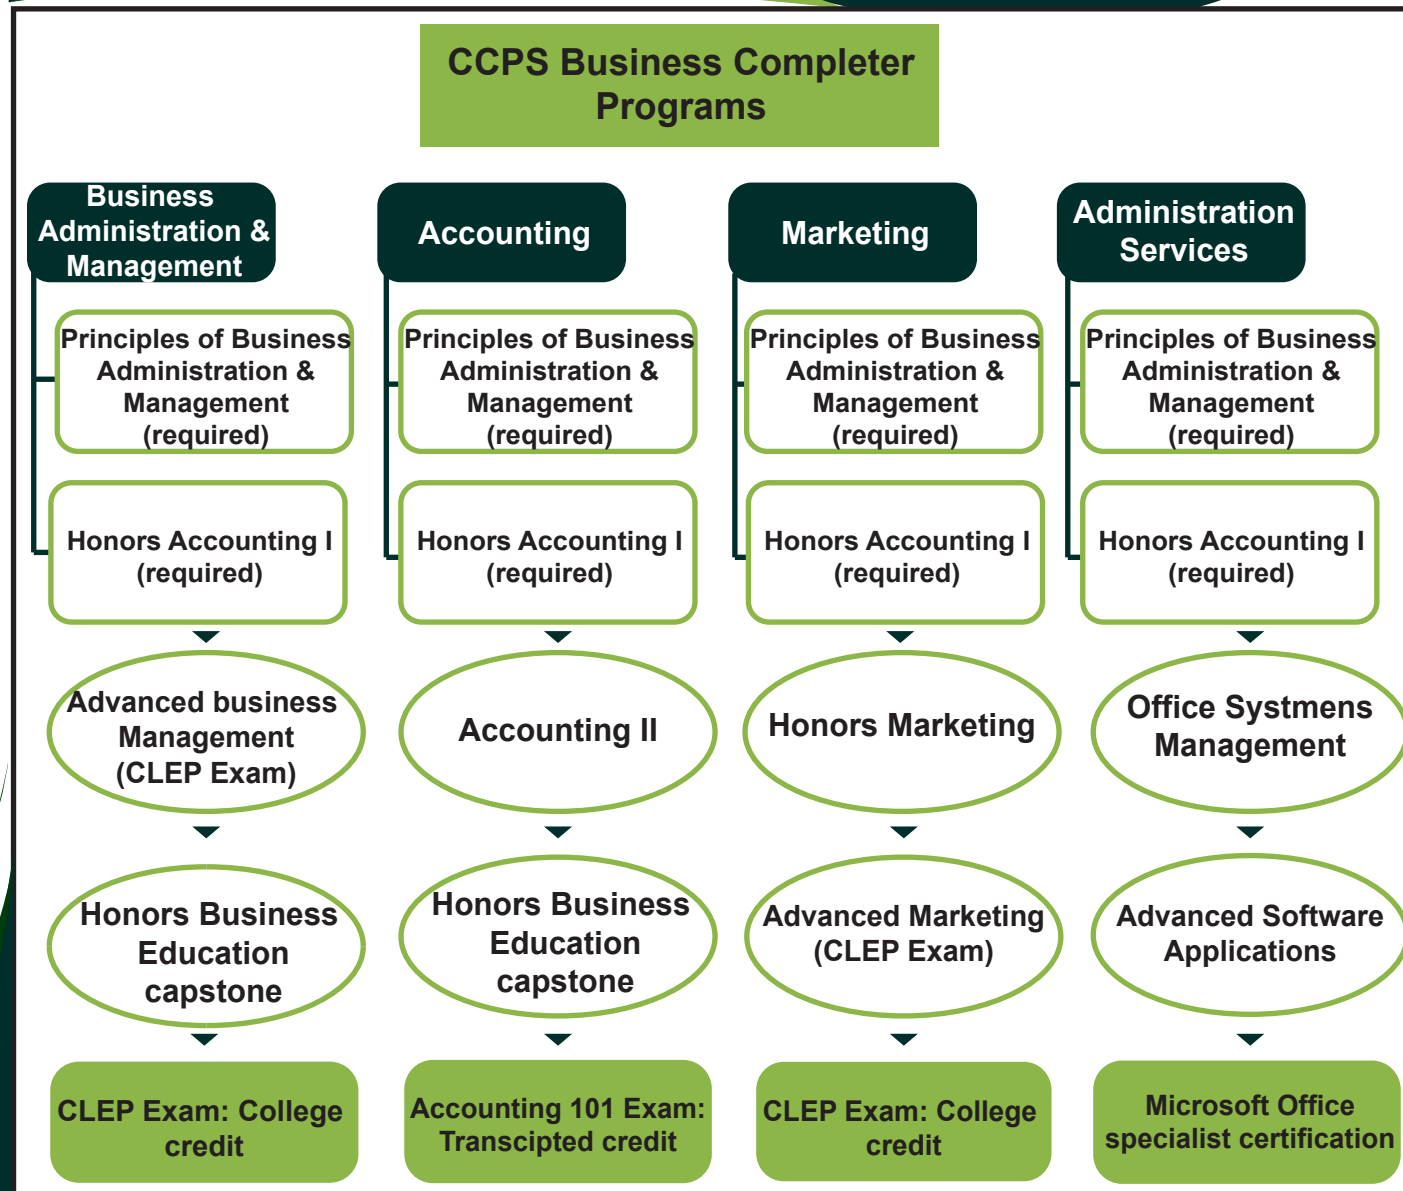 CCPS Business Completer
Programs
Business
Administration &
Management
Principles of Business
Administration &
Management
(required)
Honors Accounting I
(required)
Advanced business
Management
(CLEP Exam)
Honors Business
Education
capstone
CLEP Exam: College
credit
Accounting
Principles of Business
Administration &
Management
(required)
Honors Accounting I
(required)
Accounting II
Honors Business
Education
capstone
Accounting 101 Exam:
Transcipted credit
Marketing
Principles of Business
Administration &
Management
(required)
Honors Accounting I
(required)
Honors Marketing
Advanced Marketing
(CLEP Exam)
CLEP Exam: College
credit
Administration
Services
Principles of Business
Administration &
Management
(required)
Honors Accounting I
(required)
Office Systmens
Management
Advanced Software
Applications
Microsoft Office
specialist certification